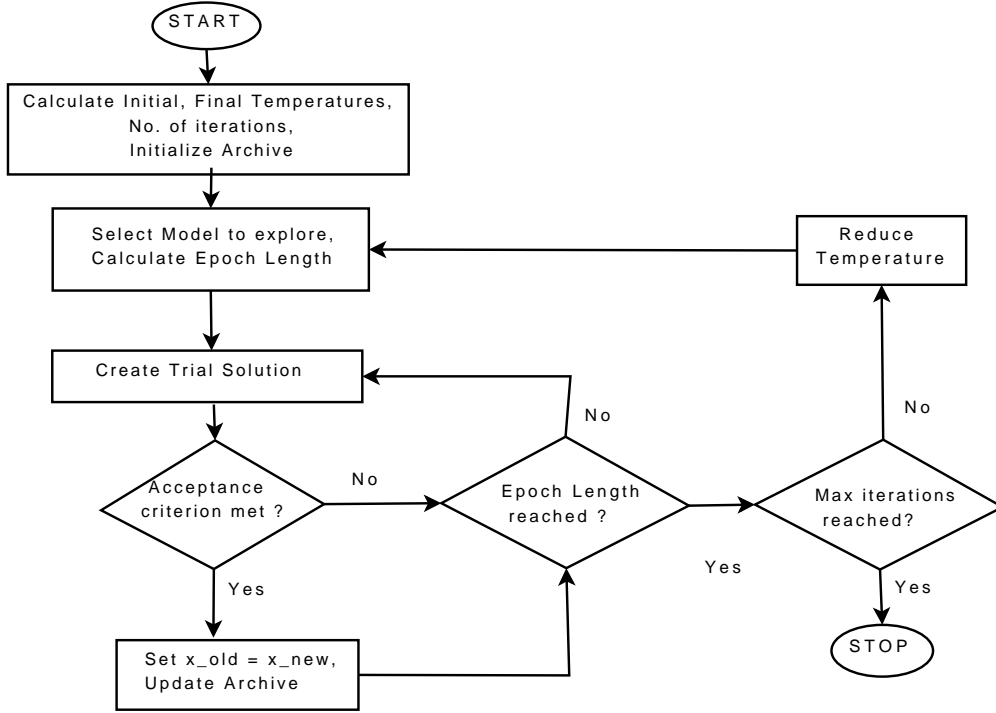 START
Calculate Initial, Final Temperatures,
No. of iterations,
Initialize Archive
Select Model to explore,
Calculate Epoch Length
Reduce
Temperature
Create Trial Solution
No
No
Acceptance
criterion met ?
No
Epoch Length
reached ?
Max iterations
reached?
Yes
Yes
Yes
Set x_old = x_new,
Update Archive
STOP